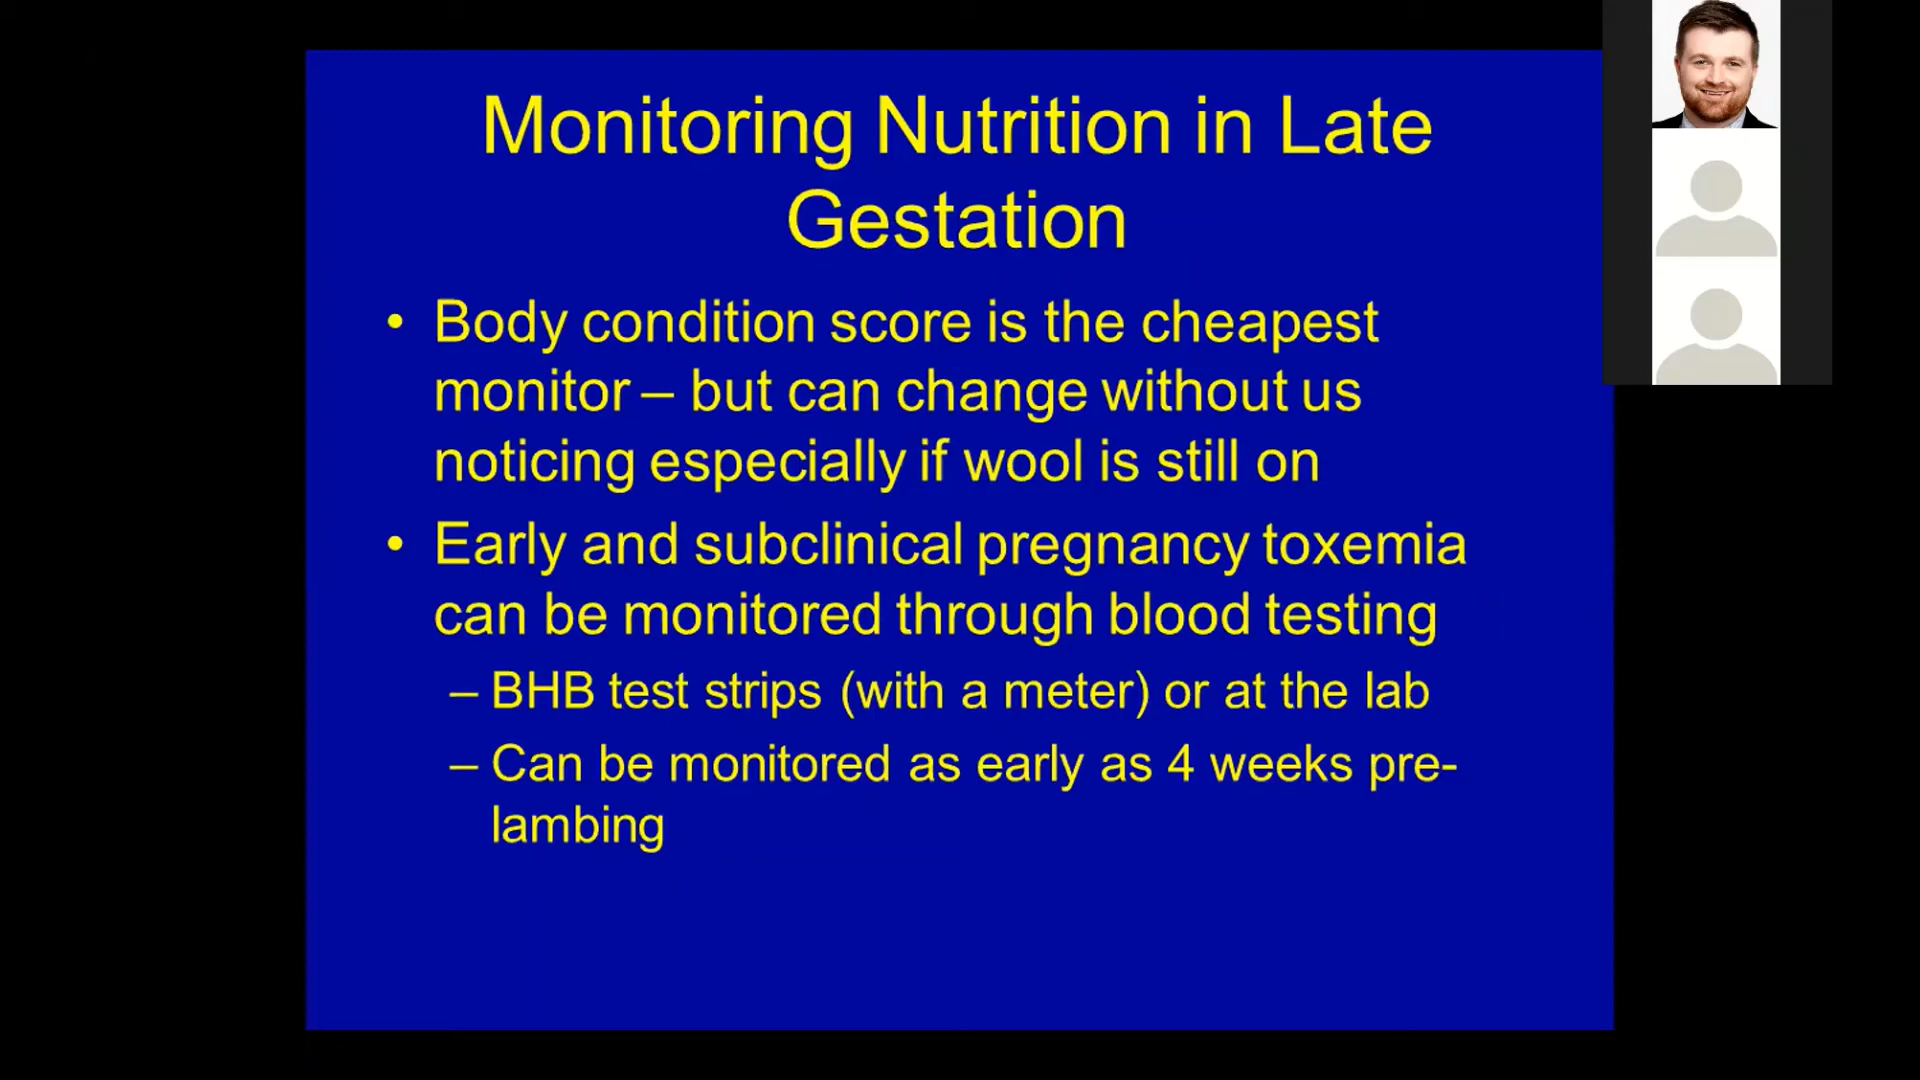 Monitoring Nutrition in Late
Gestation
• Body condition score is the cheapest
monitor – but can change without us
noticing especially if wool is still on
• Early and subclinical pregnancy toxemia
can be monitored through blood testing
– BHB test strips (with a meter) or at the lab
– Can be monitored as early as 4 weeks pre-
lambing